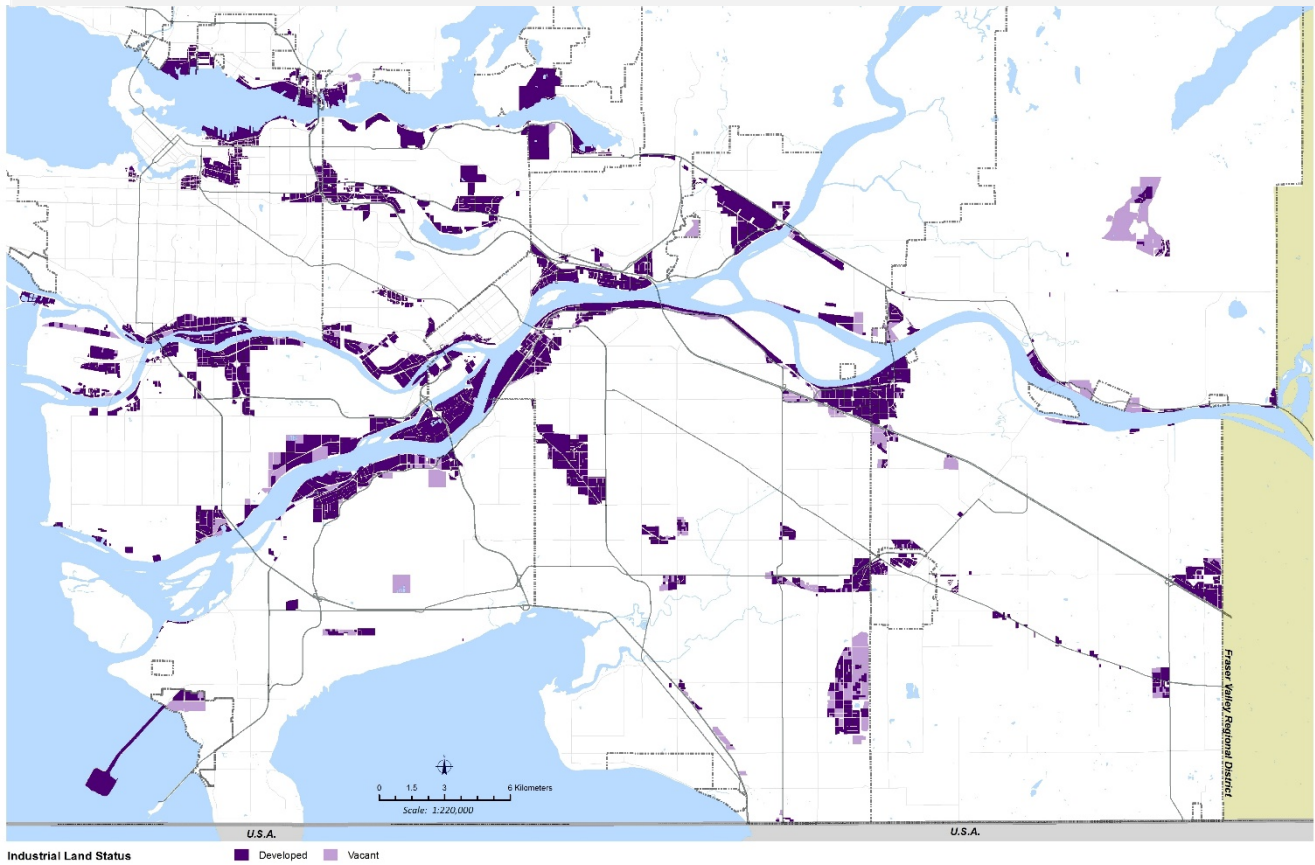 Fraser Valley Regional District
0 1.5 3 6 Kilometers
Scale: 1:220,000
U.S.A. U.S.A.
Industrial Land Status Developed Vacant